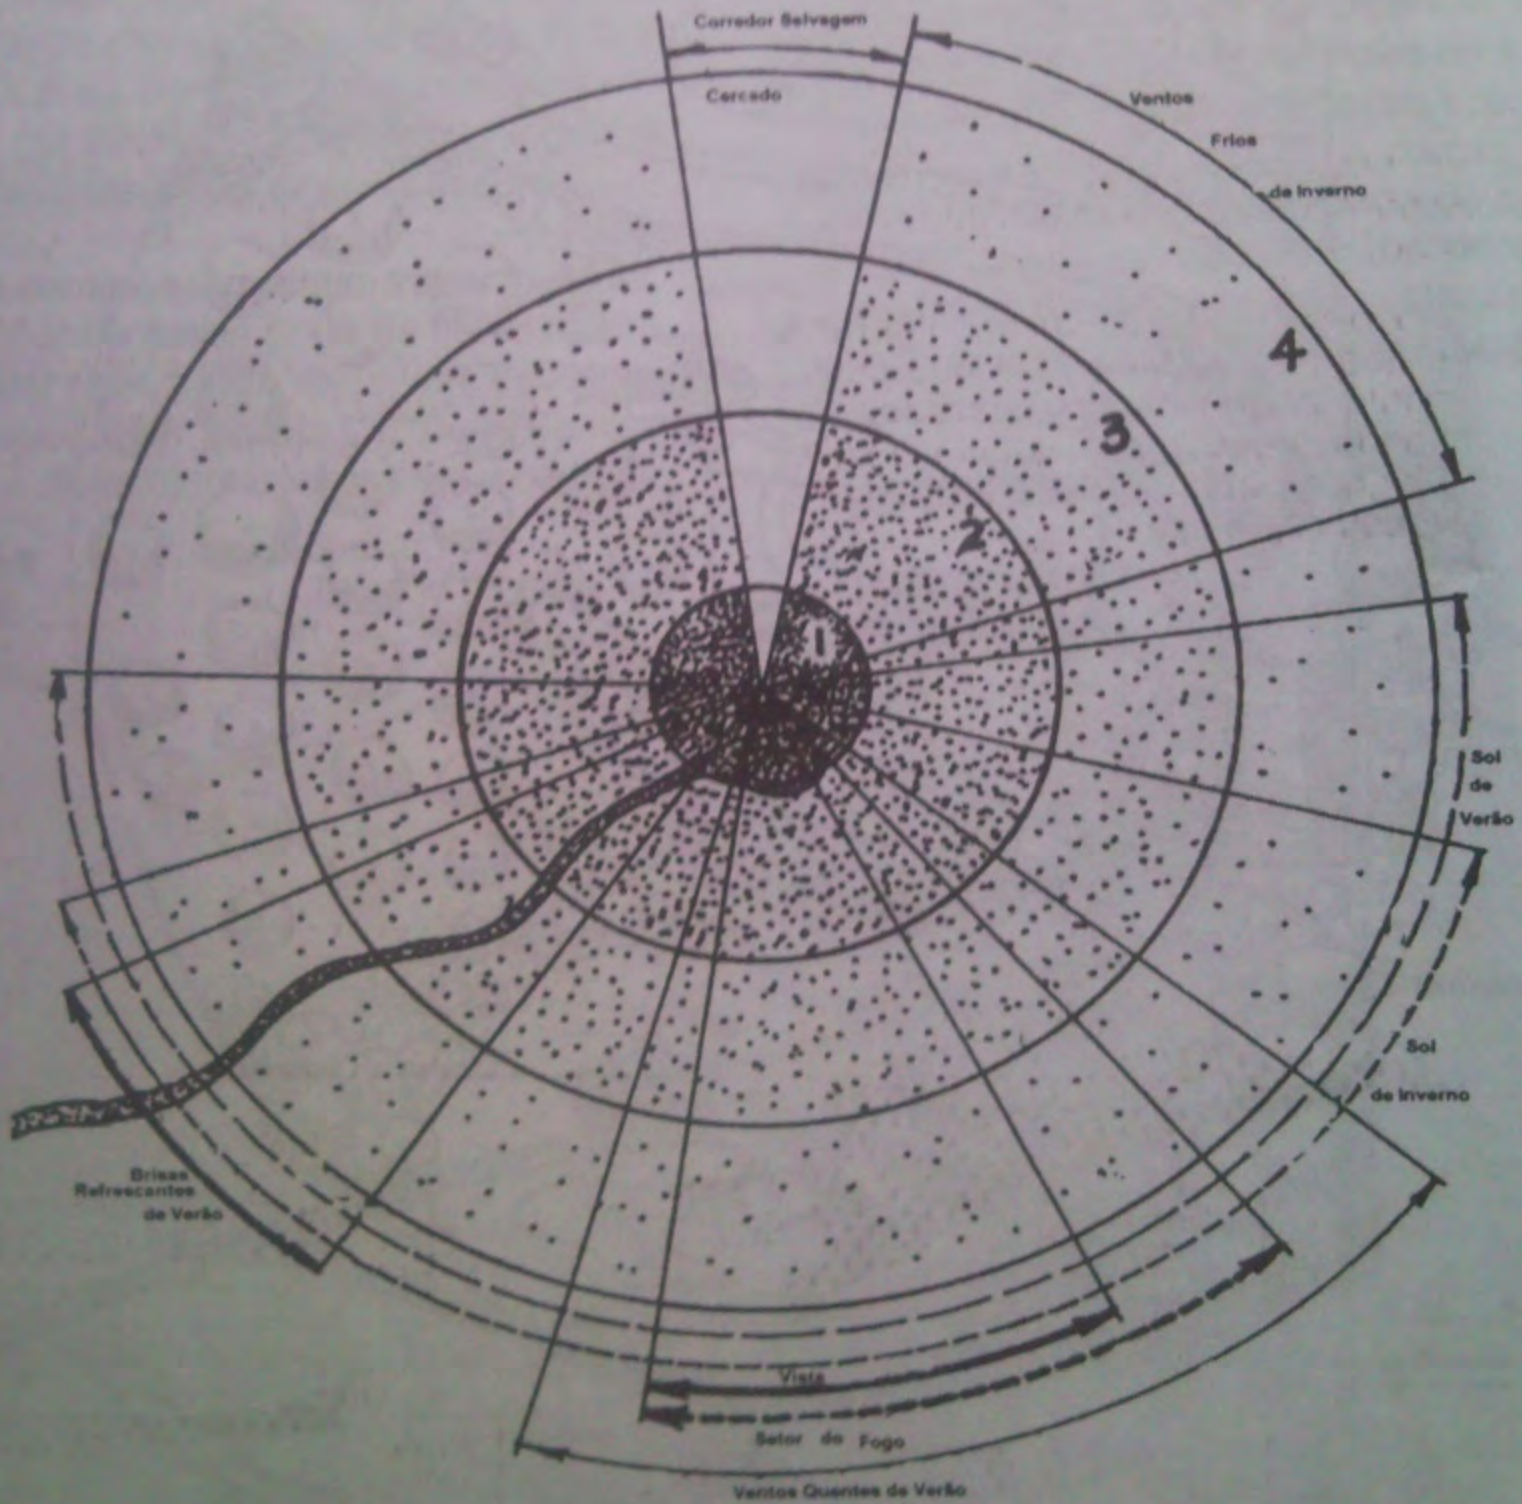 Corredor Selvagem
Cercado
Ventos
Frios
de Inverno
4
3
2
1
Sol
de
Verão
Sol
de Inverno
Brisas
Refrescantes
de Verão
Vista
Setor do Fogo
Ventos Quentes de Verão